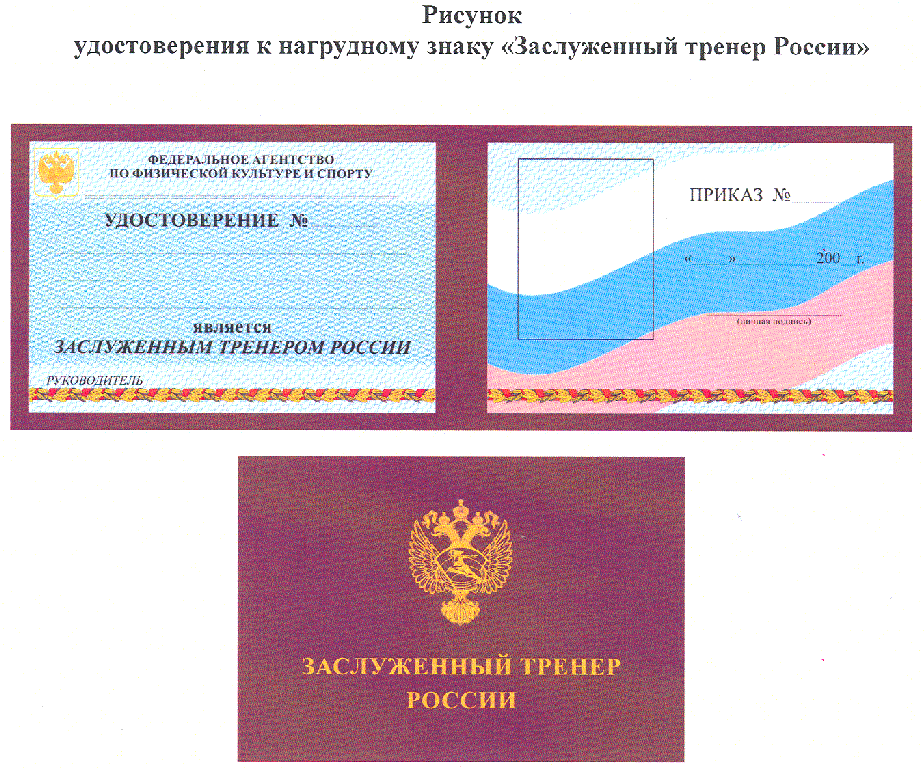 Рисунок
удостоверения к нагрудному знаку «Заслуженный тренер России»
ФЕДЕРАЛЬНОЕ АГЕНТСТВО
ПО ФИЗИЧЕСКОЙ КУЛЬТУРЕ И СПОРТУ
УДОСТОВЕРЕНИЕ №
является
ЗАСЛУЖЕННЫМ ТРЕНЕРОМ РОССИИ
РУКОВОДИТЕЛЬ
ПРИКАЗ №
« » 200 г.
(личная подпись)
ЗАСЛУЖЕННЫЙ ТРЕНЕР
РОССИИ